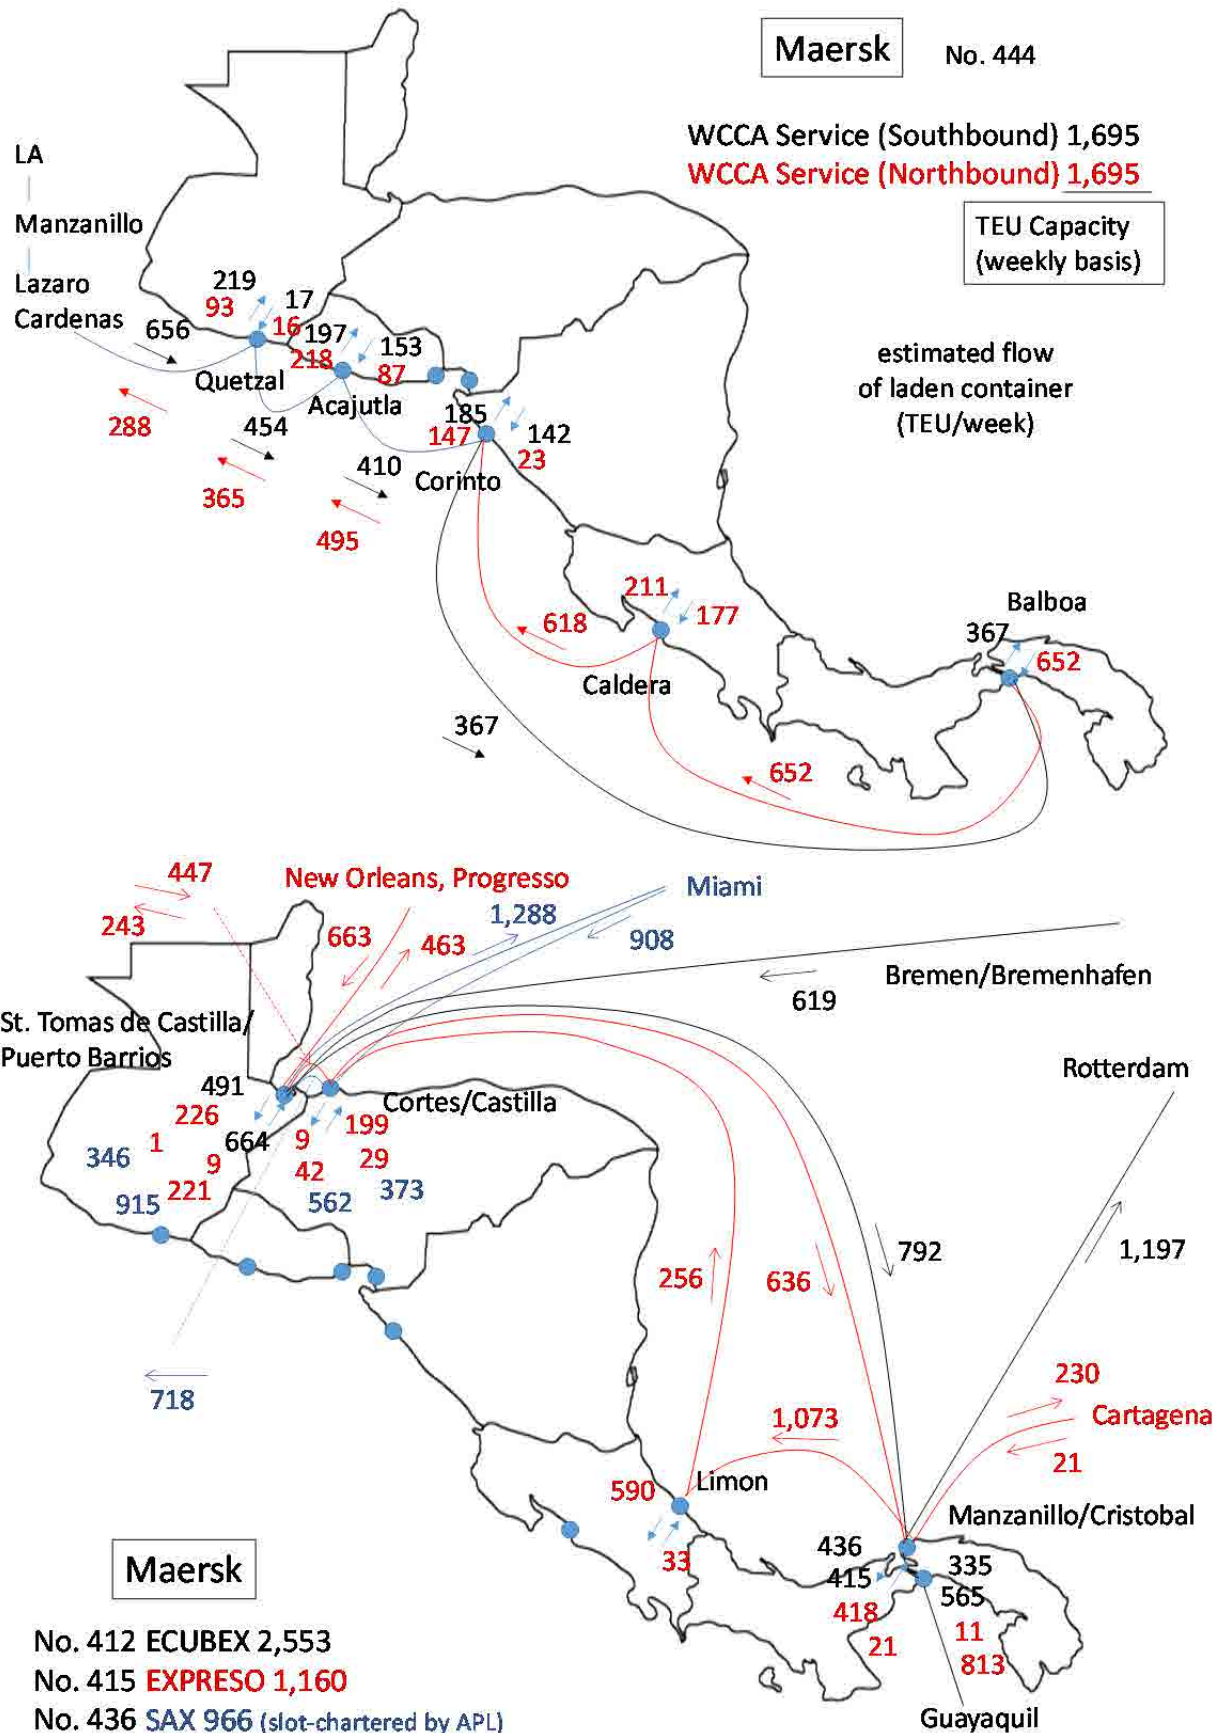 Maersk
No. 444
WCCA Service (Southbound) 1,695
WCCA Service (Northbound) 1,695
TEU Capacity
(weekly basis)
LA
Manzanillo
Lazaro
Cardenas
219
93
17
16
656
197
218
153
87
Quetzal
Acajutla
288
454
185
147
142
23
410
Corinto
365
495
estimated flow
of laden container
(TEU/week)
211
177
618
Caldera
Balboa
367
652
367
652
447
243
New Orleans, Progresso
663
463
1,288
Miami
908
Bremen/Bremenhafen
619
St. Tomas de Castilla/
Puerto Barrios
Rotterdam
491
226
Cortes/Castilla
664
346
1
9
9
199
42
29
915
221
562
373
256
636
792
1,197
718
230
1,073
Cartagena
21
590
Limon
33
Manzanillo/Cristobal
436
415
335
565
418
21
11
813
Guayaquil
Maersk
No. 412 ECUBEX 2,553
No. 415 EXPRESO 1,160
No. 436 SAX 966 (slot-chartered by APL)